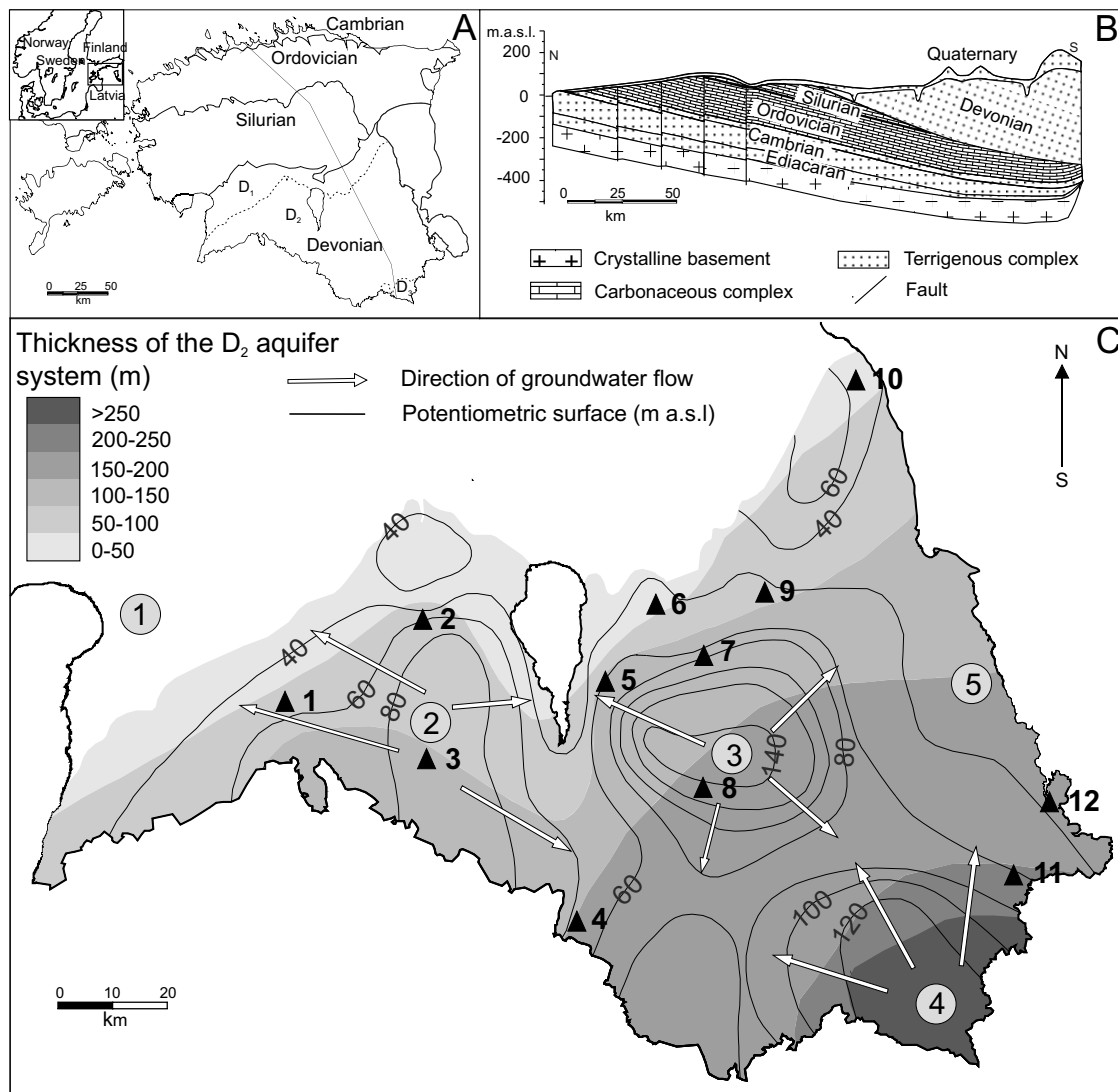 A
Norway
Finland
Sweden
Latvia
Cambrian
Ordovician
Silurian
D1
D2
Devonian
D3
0 25 50
km
B
m.a.s.l.
200
0
-200
-400
N
S
Quaternary
Silurian
Ordovician
Cambrian
Ediacaran
Devonian
0 25 50
km
Crystalline basement
Carbonaceous complex
Terrigenous complex
Fault
C
Thickness of the D2 aquifer
system (m)
>250
200-250
150-200
100-150
50-100
0-50
Direction of groundwater flow
Potentiometric surface (m a.s.l)
N
S
10
60
40
40
1
2
6
9
40
60
80
7
5
5
1
2
3
3
140
80
8
12
11
60
4
100
120
4
0 10 20
km